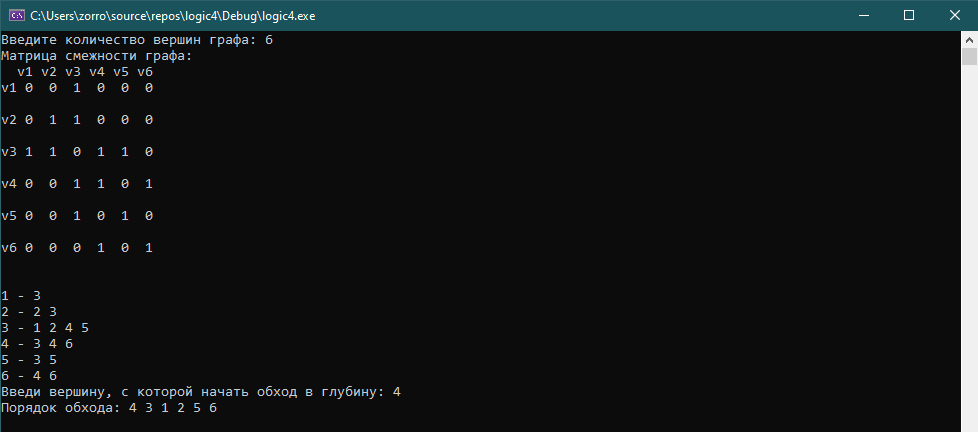 C:\Users\zorro\source\repos\logic4\Debug\logic4.exe
Введите количество вершин графа: 6
Матрица смежности графа:
v1 v2 v3 v4 v5 v6
v1 0 0 1 0 0 0
v2 0 1 1 0 0 0
v3 1 1 0 1 1 0
v4 0 0 1 1 0 1
v5 0 0 1 0 1 0
v6 0 0 0 1 0 1
1 - 3
2 - 2 3
3 - 1 2 4 5
4 - 3 4 6
5 - 3 5
6 - 4 6
Введи вершину, с которой начать обход в глубину: 4
Порядок обхода: 4 3 1 2 5 6